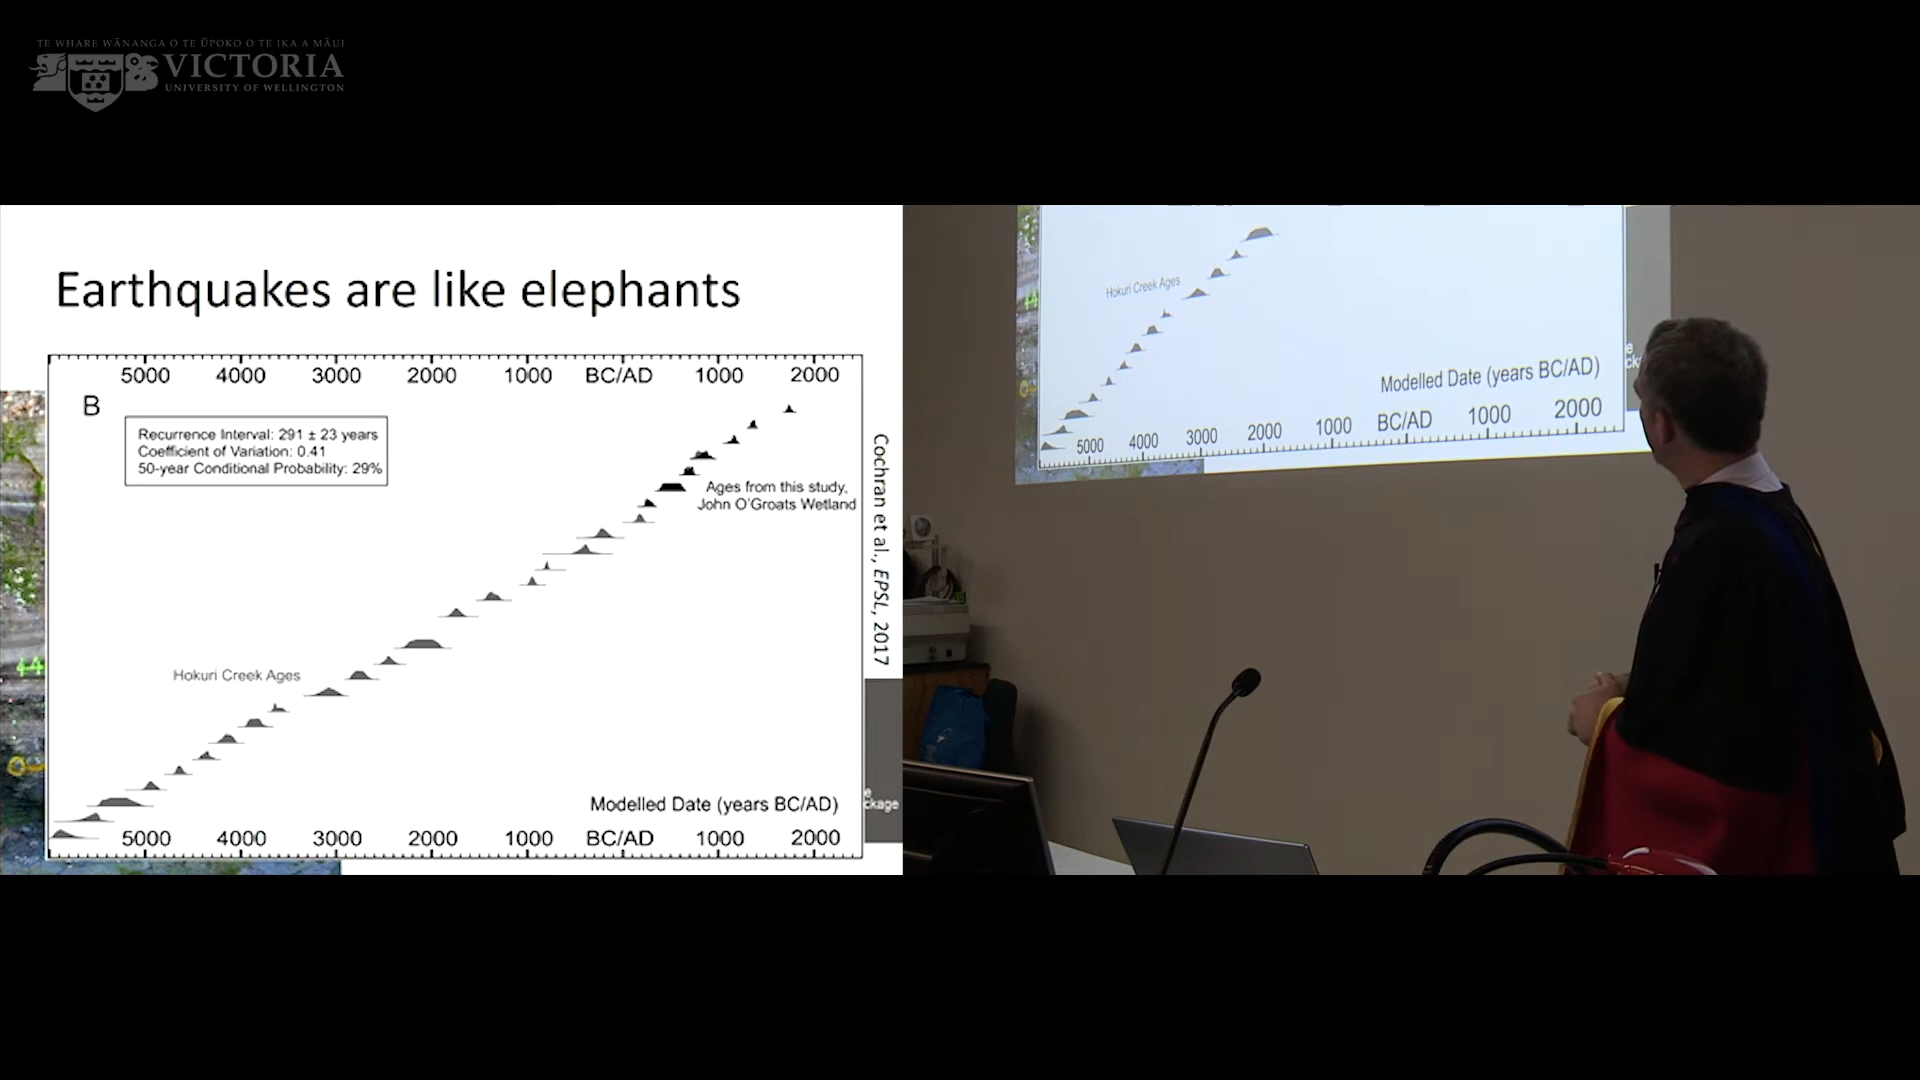 TE WHARE WĀNANGA O TE ŪPOKO O TE IKA A MĀUI
VICTORIA
UNIVERSITY OF WELLINGTON
Earthquakes are like elephants
5000 4000 3000 2000 1000 BC/AD 1000 2000
B
Recurrence Interval: 291 ± 23 years
Coefficient of Variation: 0.41
50-year Conditional Probability: 29%
Ages from this study,
John O'Groats Wetland
Hokuri Creek Ages
Modelled Date (years BC/AD)
5000 4000 3000 2000 1000 BC/AD 1000 2000
Cochran et al., EPSL, 2017
44
Hokuri Creek Ages
Modelled Date (years BC/AD)
5000 4000 3000 2000 1000 BC/AD 1000 2000